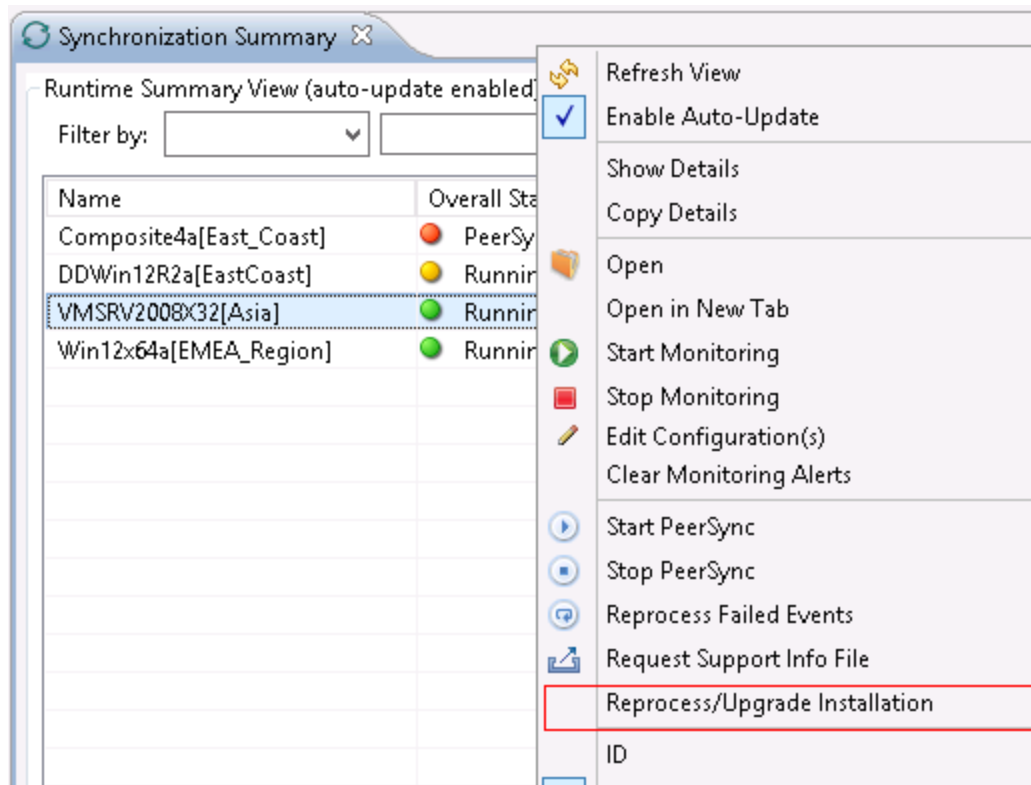 Synchronization Summary
Runtime Summary View (auto-update enabled)
Filter by:
Name Overall Sta
Composite4a[East_Coast] PeerSy
DDWin12R2a[EastCoast] Runnin
VMSRV2008X32[Asia] Runnin
Win12x64a[EMEA_Region] Runnin
Refresh View
Enable Auto-Update
Show Details
Copy Details
Open
Open in New Tab
Start Monitoring
Stop Monitoring
Edit Configuration(s)
Clear Monitoring Alerts
Start PeerSync
Stop PeerSync
Reprocess Failed Events
Request Support Info File
Reprocess/Upgrade Installation
ID